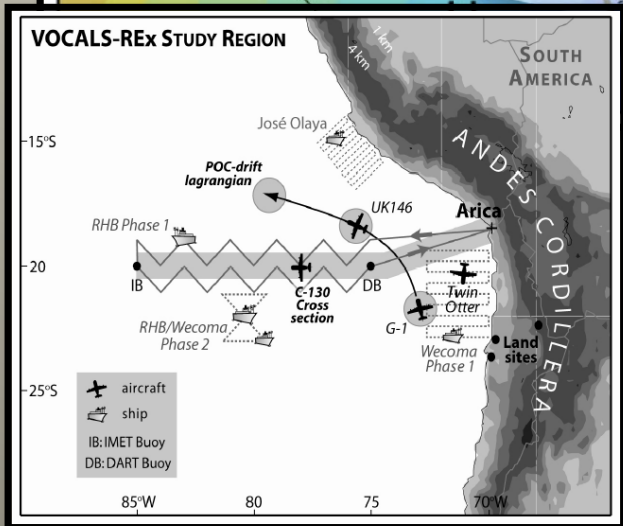 VOCALS-REx STUDY REGION
1 km
4 km
SOUTH
AMERICA
José Olaya
15°S
ANDES CORDILLERA
POC-drift
lagrangian
UK146
Arica
RHB Phase 1
20
IB
C-130
Cross
section
DB
Twin
Otter
G-1
RHB/Wecoma
Phase 2
Wecoma
Phase 1
Land
sites
25°S
aircraft
ship
IB: IMET Buoy
DB: DART Buoy
85°W
80
75
70°W